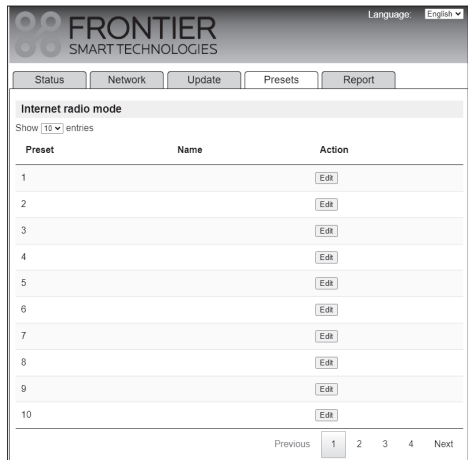 Language: English
FRONTIER
SMART TECHNOLOGIES
Status Network Update Presets Report
Internet radio mode
Show 10 entries
Preset Name Action
1 Edit
2 Edit
3 Edit
4 Edit
5 Edit
6 Edit
7 Edit
8 Edit
9 Edit
10 Edit
Previous 1 2 3 4 Next